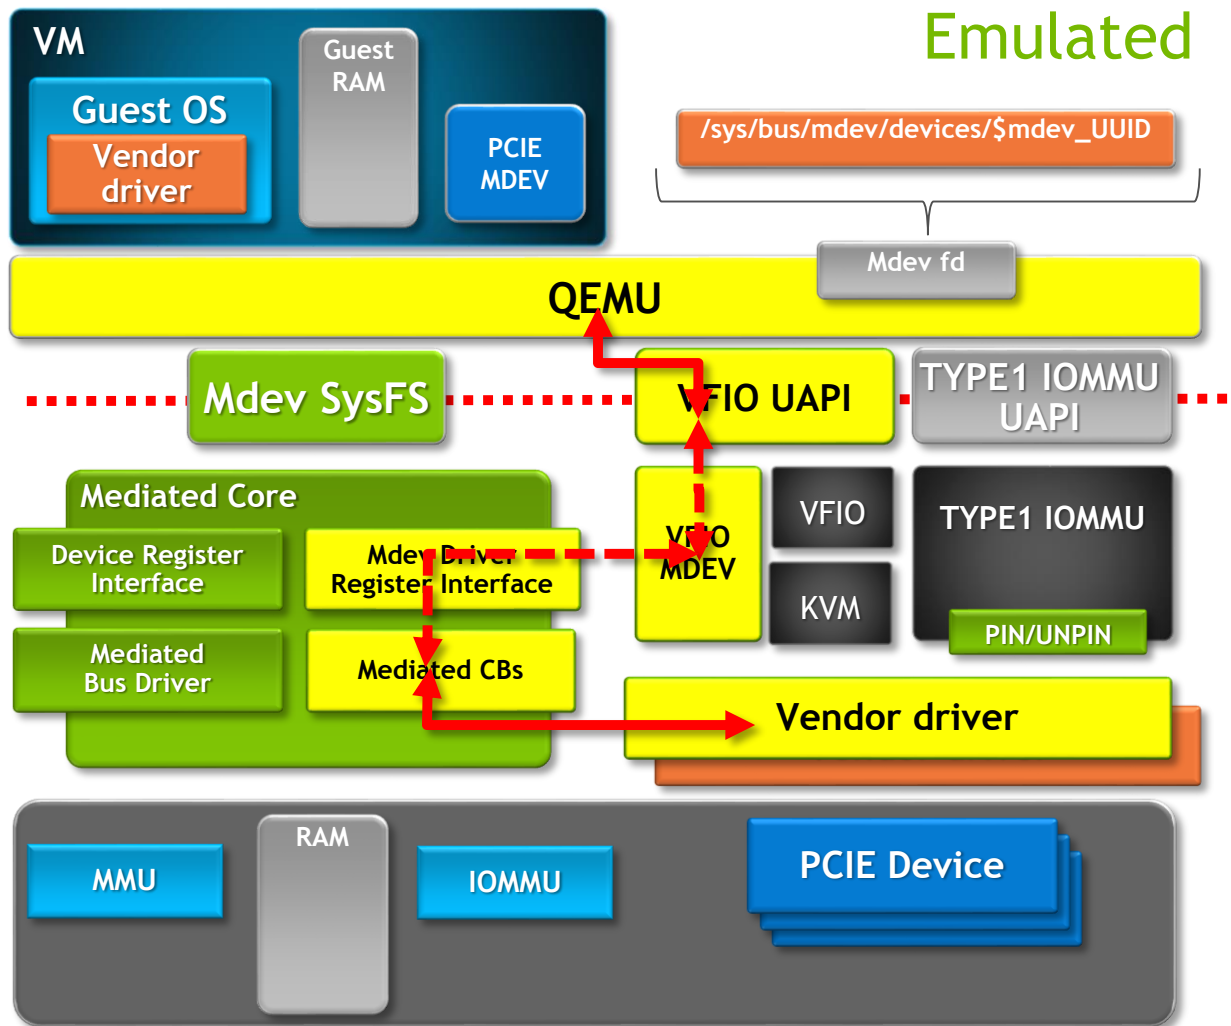 Emulated
VM
Guest
RAM
Guest OS
Vendor
driver
PCIE
MDEV
/sys/bus/mdev/devices/$mdev_UUID
Mdev fd
QEMU
Mdev SysFS
VFIO UAPI
TYPE1 IOMMU
UAPI
Mediated Core
Device Register
Interface
Mdev Driver
Register Interface
Mediated
Bus Driver
Mediated CBs
VFIO
MDEV
VFIO
KVM
TYPE1 IOMMU
PIN/UNPIN
Vendor driver
MMU
RAM
IOMMU
PCIE Device